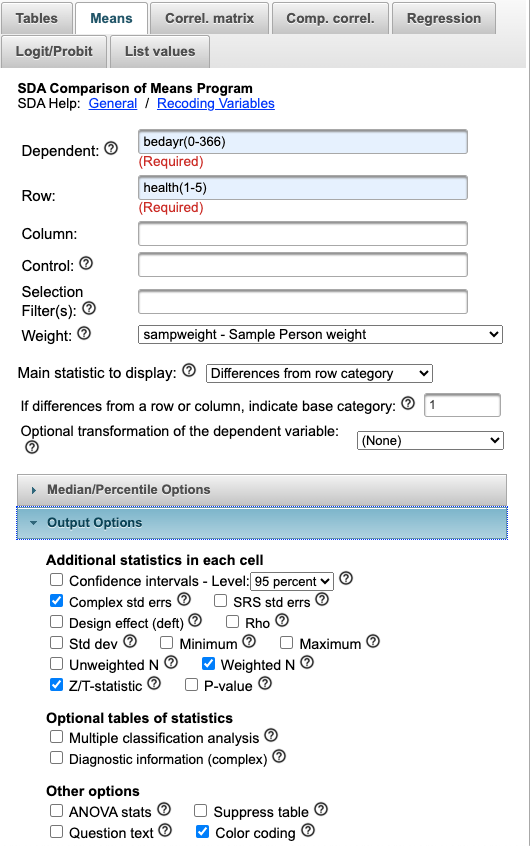 Tables Means Correl. matrix Comp. correl. Regression
Logit/Probit List values
SDA Comparison of Means Program
SDA Help: General / Recoding Variables
Dependent: ? bedayr(0-366)
(Required)
Row: health(1-5)
(Required)
Column:
Control: ?
Selection
Filter(s): ?
Weight: ? sampweight - Sample Person weight
Main statistic to display: ? Differences from row category
If differences from a row or column, indicate base category: ? 1
Optional transformation of the dependent variable:
? (None)
Median/Percentile Options
Output Options
Additional statistics in each cell
Confidence intervals - Level: 95 percent ?
Complex std errs ? SRS std errs ?
Design effect (deft) ? Rho ?
Std dev ? Minimum ? Maximum ?
Unweighted N ? Weighted N ?
Z/T-statistic ? P-value ?
Optional tables of statistics
Multiple classification analysis ?
Diagnostic information (complex) ?
Other options
ANOVA stats ? Suppress table ?
Question text ? Color coding ?